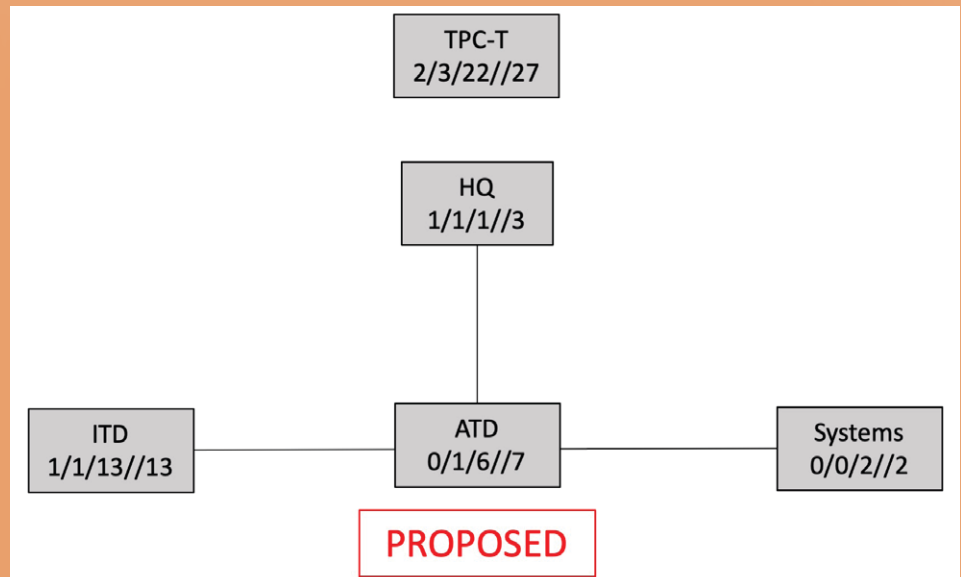 TPC-T
2/3/22//27
HQ
1/1/1//3
ITD
1/1/13//13
ATD
0/1/6//7
Systems
0/0/2//2
PROPOSED